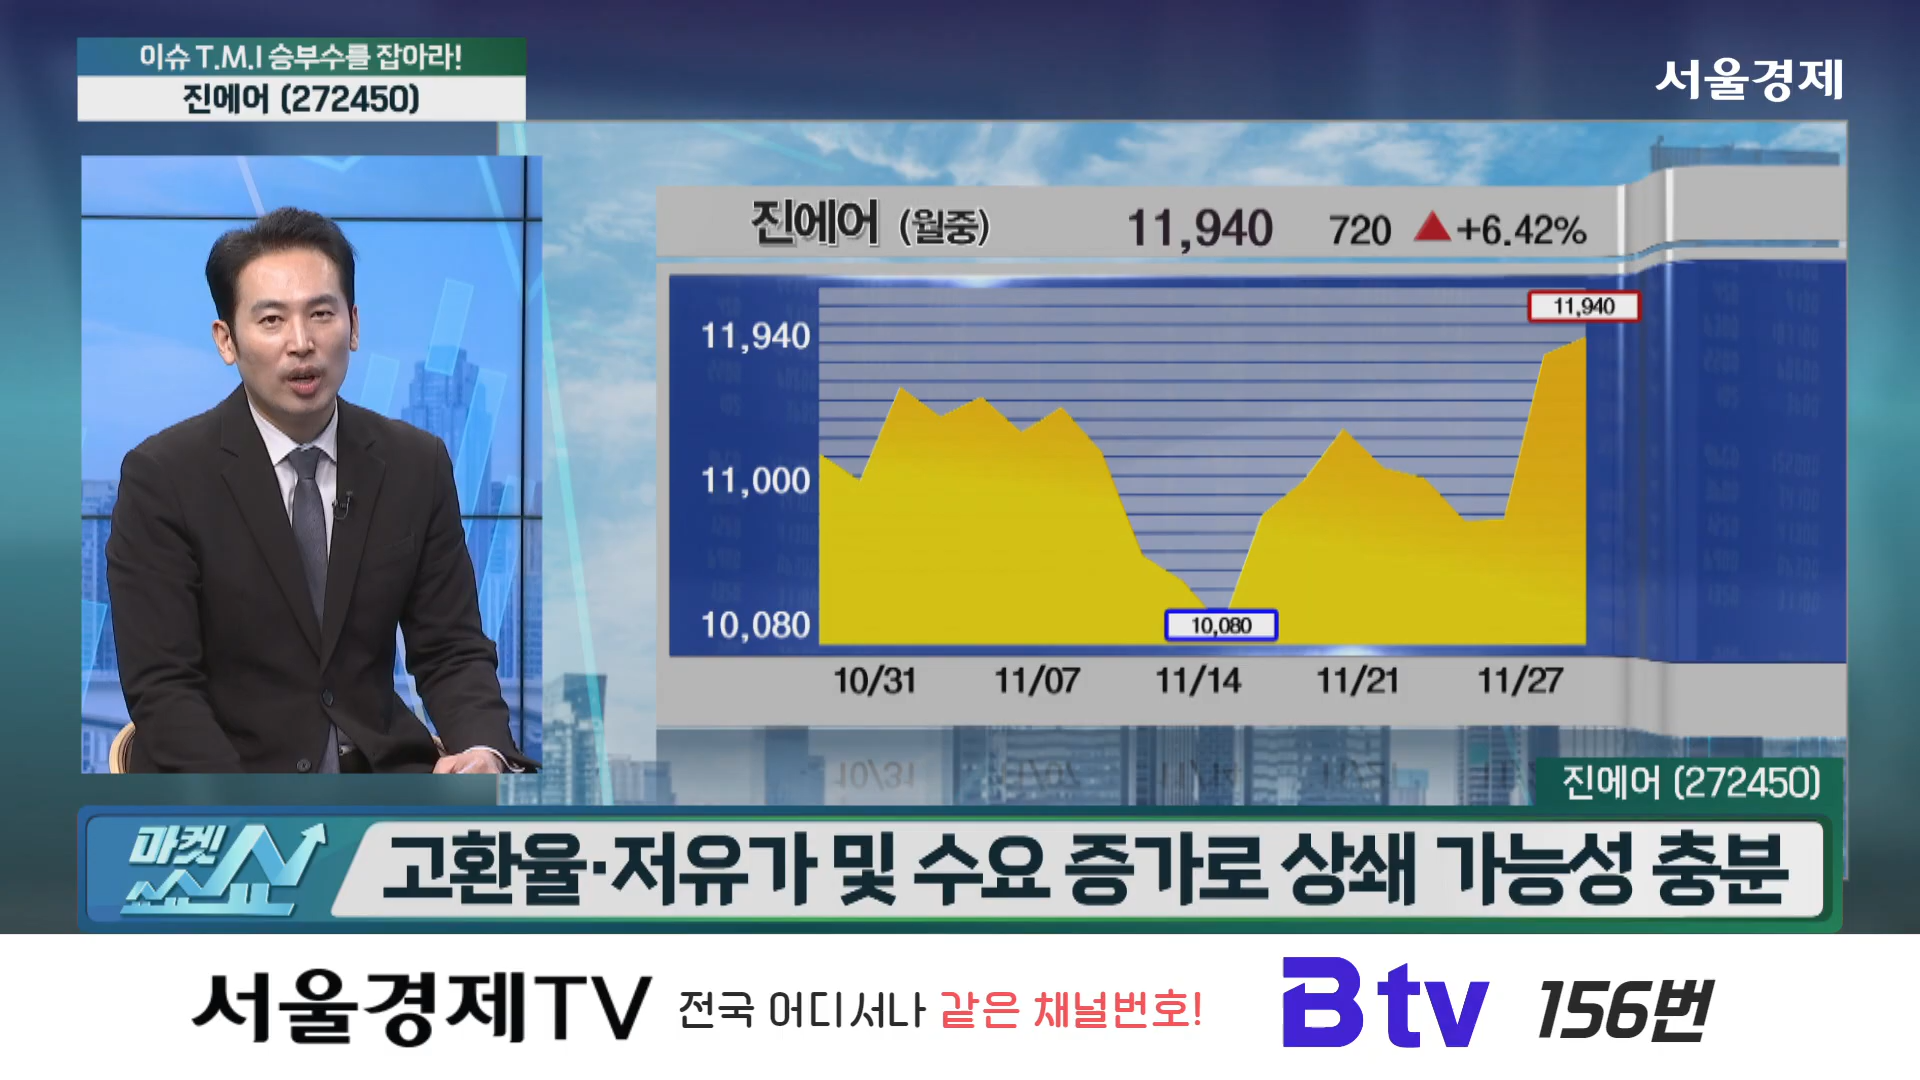 이슈 T.M.I 승부수를 잡아라!
진에어 (272450)
서울경제
진에어 (월중) 11,940 720 ▲+6.42%
11,940
11,940
11,000
10,080
10,080
10/31 11/07 11/14 11/21 11/27
진에어 (272450)
마켓쇼
고환율·저유가 및 수요 증가로 상쇄 가능성 충분
서울경제TV 전국 어디서나 같은 채널번호! B tv 156번